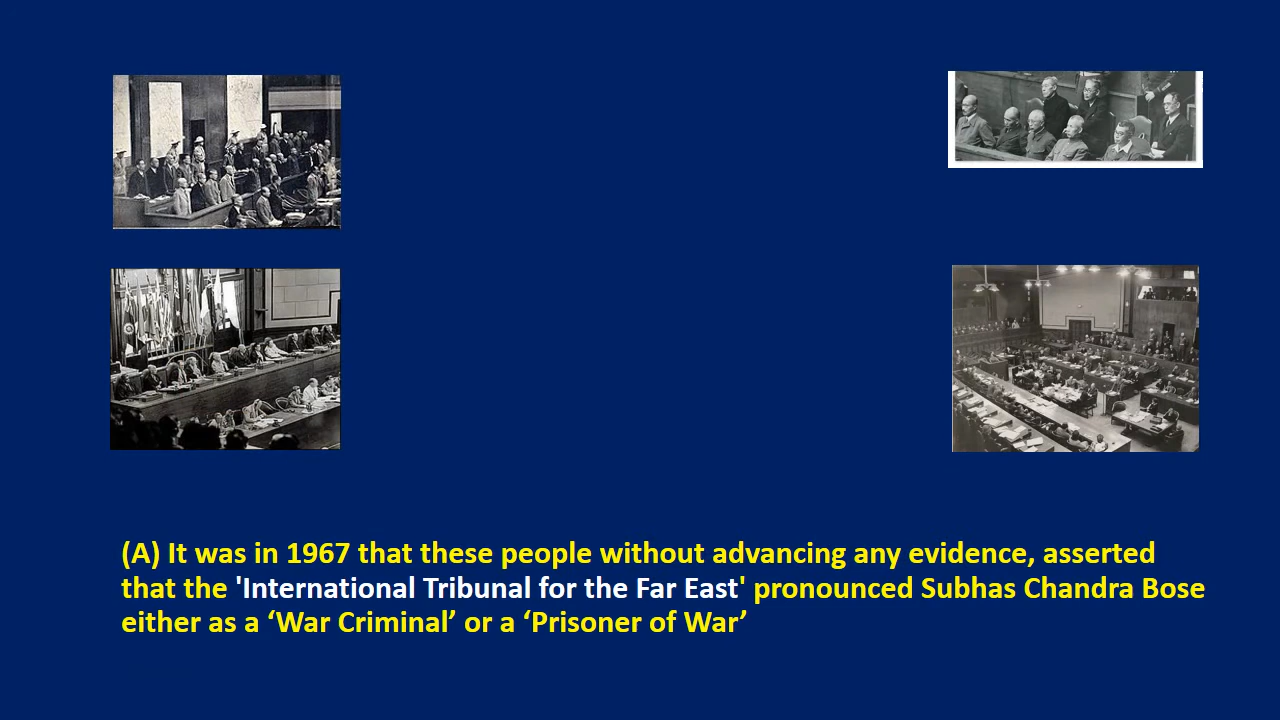 (A) It was in 1967 that these people without advancing any evidence, asserted
that the 'International Tribunal for the Far East' pronounced Subhas Chandra Bose
either as a ‘War Criminal’ or a ‘Prisoner of War’